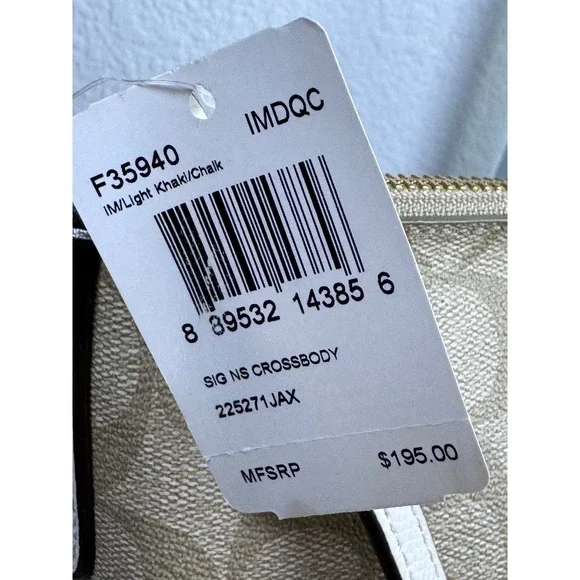 IMDQC
F35940
IM/Light Khaki/Chalk
8 89532 14385 6
SIG NS CROSSBODY
225271JAX
MFSRP $195.00